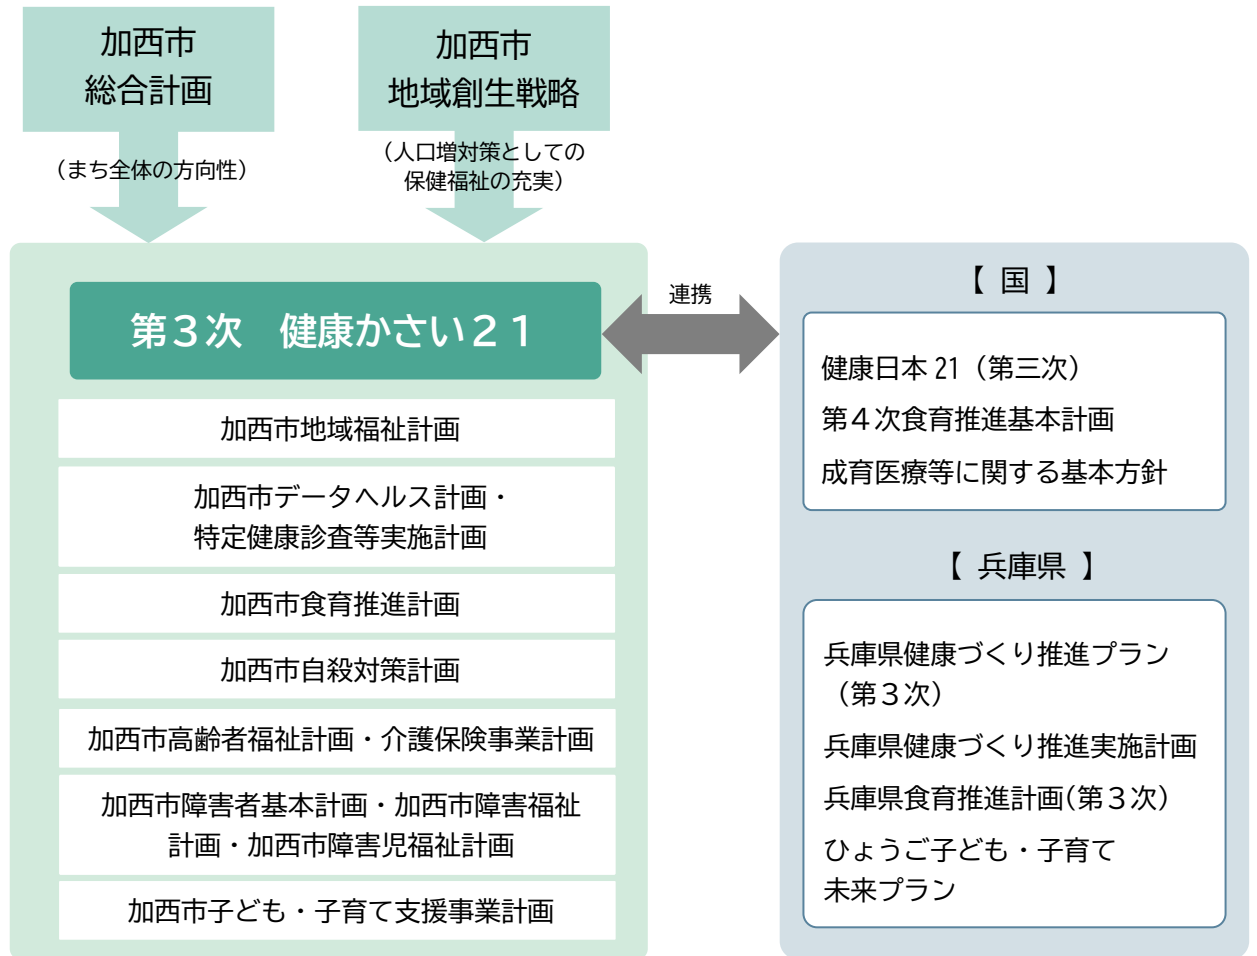 加西市
総合計画
(まち全体の方向性)
加西市
地域創生戦略
(人口増対策としての
保健福祉の充実)
第3次　健康かさい21
連携
加西市地域福祉計画
加西市データヘルス計画・
特定健康診査等実施計画
加西市食育推進計画
加西市自殺対策計画
加西市高齢者福祉計画・介護保険事業計画
加西市障害者基本計画・加西市障害福祉
計画・加西市障害児福祉計画
加西市子ども・子育て支援事業計画
【 国 】
健康日本 21（第三次）
第４次食育推進基本計画
成育医療等に関する基本方針
【 兵庫県 】
兵庫県健康づくり推進プラン
（第３次）
兵庫県健康づくり推進実施計画
兵庫県食育推進計画(第３次)
ひょうご子ども・子育て
未来プラン